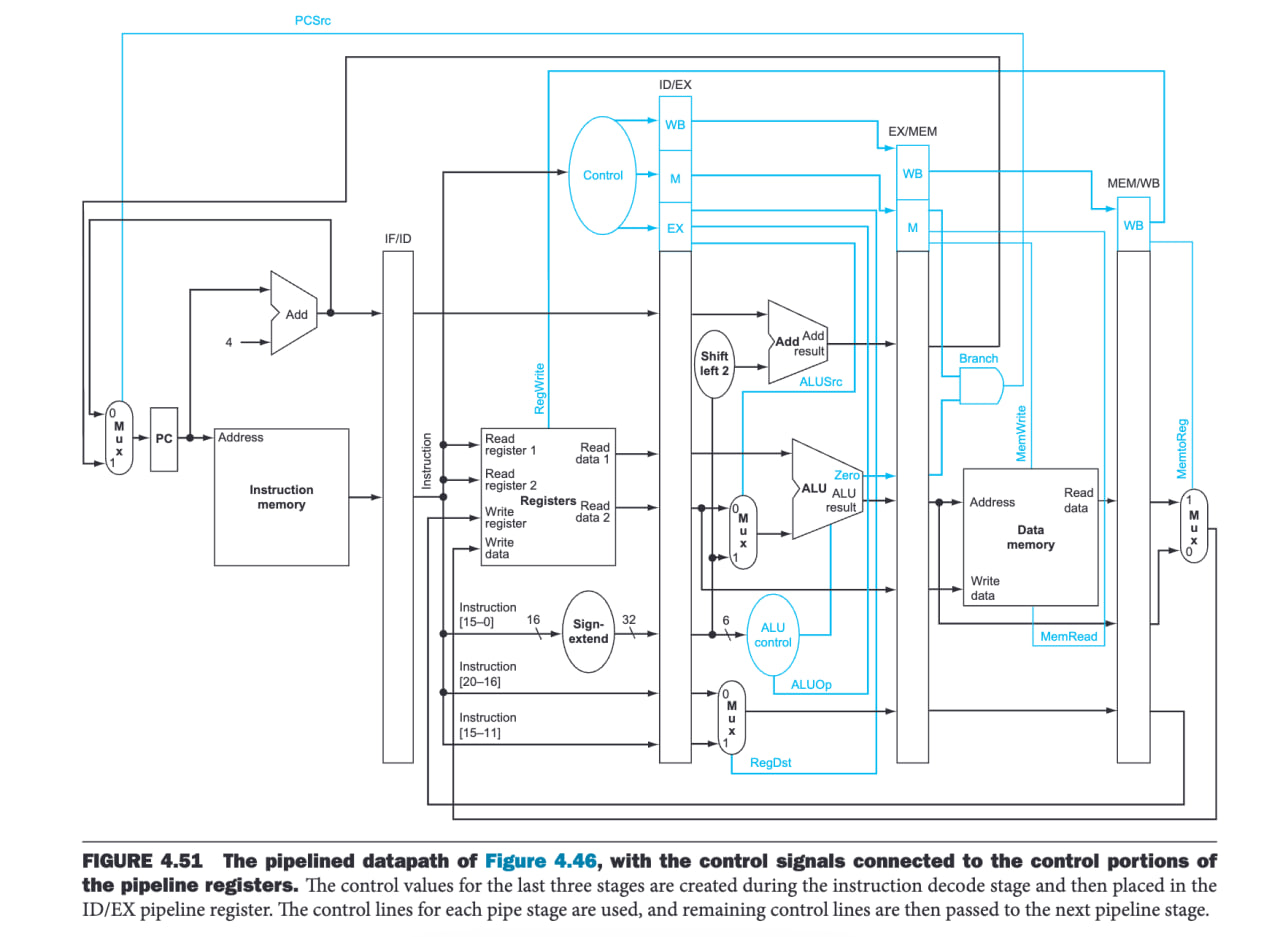 PCSrc
ID/EX
WB
EX/MEM
Control
M
WB
MEM/WB
EX
M
WB
IF/ID
Add
4
Shift
left 2
Add
Add
result
Branch
ALUSrc
RegWrite
MemWrite
MemtoReg
0
M
u
x
1
PC
Address
Instruction
memory
Instruction
Read
register 1
Read
register 2
Write
register
Write
data
Registers
Read
data 1
Read
data 2
0
M
u
x
1
ALU
Zero
ALU
result
Address
Read
data
Data
memory
Write
data
1
M
u
x
0
Instruction
[15–0]
16
Sign-
extend
32
6
ALU
control
MemRead
Instruction
[20–16]
ALUOp
0
M
u
x
1
Instruction
[15–11]
RegDst
FIGURE 4.51 The pipelined datapath of Figure 4.46, with the control signals connected to the control portions of
the pipeline registers. The control values for the last three stages are created during the instruction decode stage and then placed in the
ID/EX pipeline register. The control lines for each pipe stage are used, and remaining control lines are then passed to the next pipeline stage.